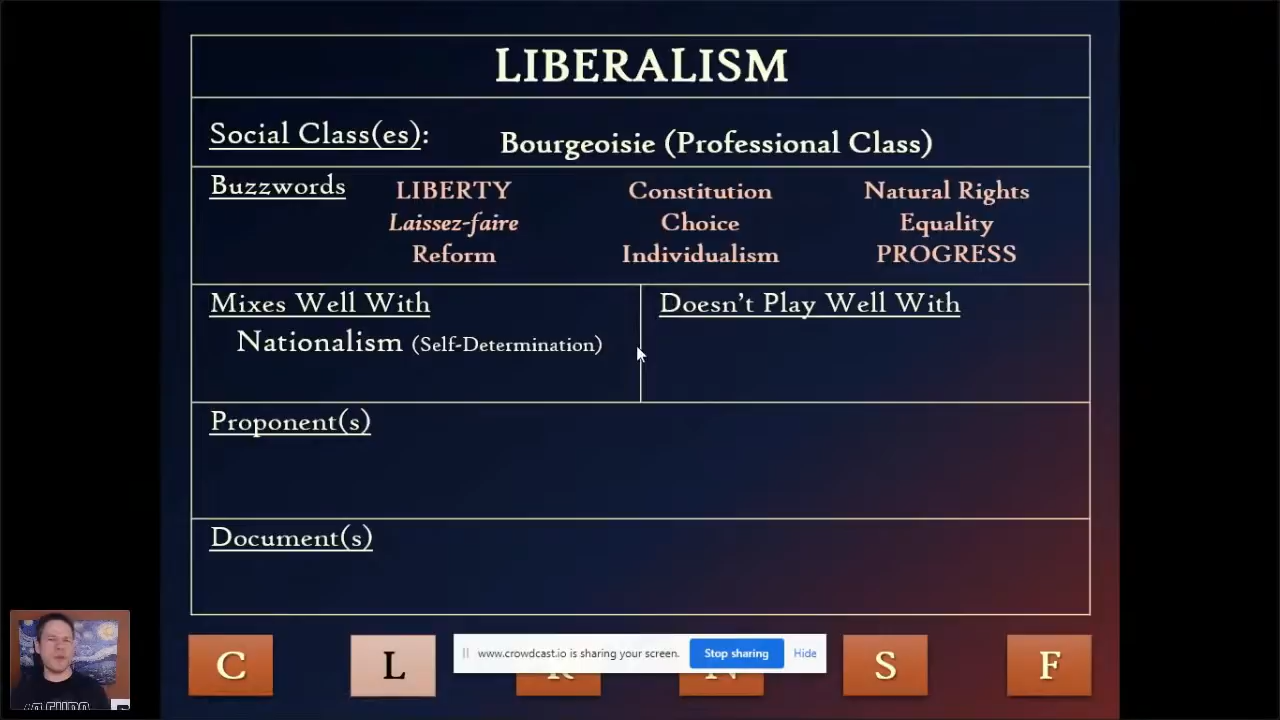 LIBERALISM
Social Class(es): Bourgeoisie (Professional Class)
Buzzwords LIBERTY Constitution Natural Rights
Laissez-faire Choice Equality
Reform Individualism PROGRESS
Mixes Well With Doesn't Play Well With
Nationalism (Self-Determination)
Proponent(s)
Document(s)
C L R N S F
www.crowdcast.io is sharing your screen. Stop sharing Hide